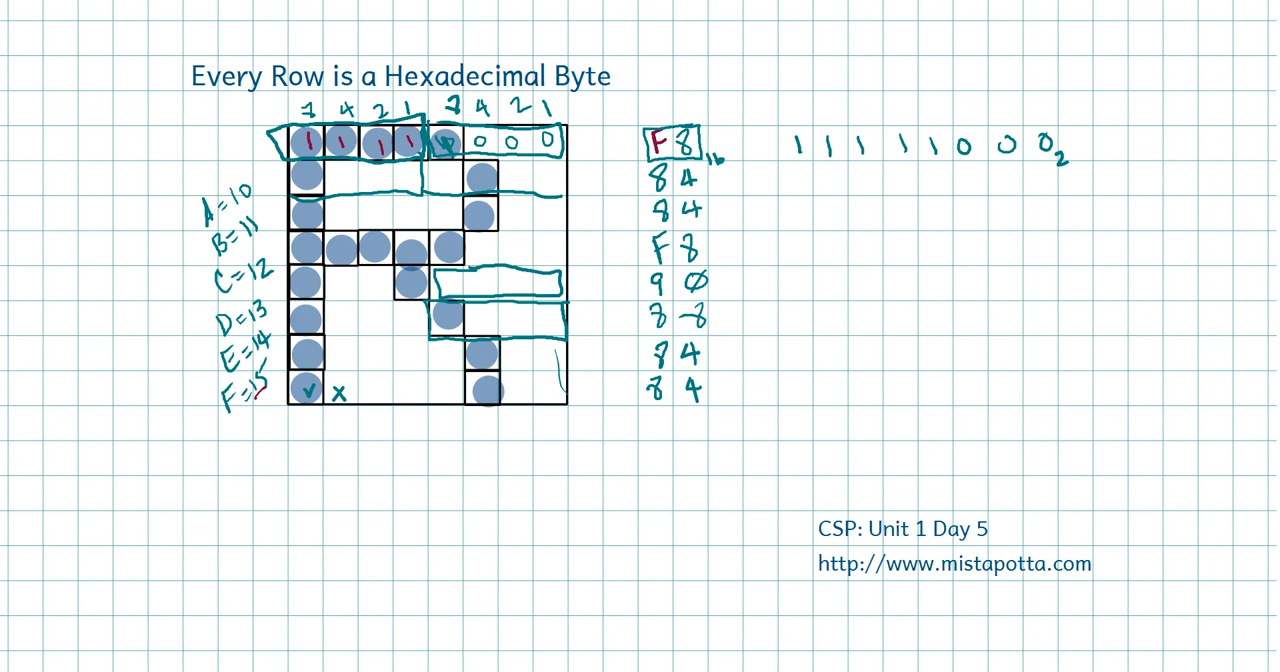 Every Row is a Hexadecimal Byte
8 4 2 1 8 4 2 1
1 1 1 1 1 0 0 0
F 8 16
1 1 1 1 1 0 0 0 2
8 4
A=10
8 4
B=11
F 8
C=12
9 0
D=13
8 8
E=14
8 4
F=15
v x
8 4
CSP: Unit 1 Day 5
http://www.mistapotta.com